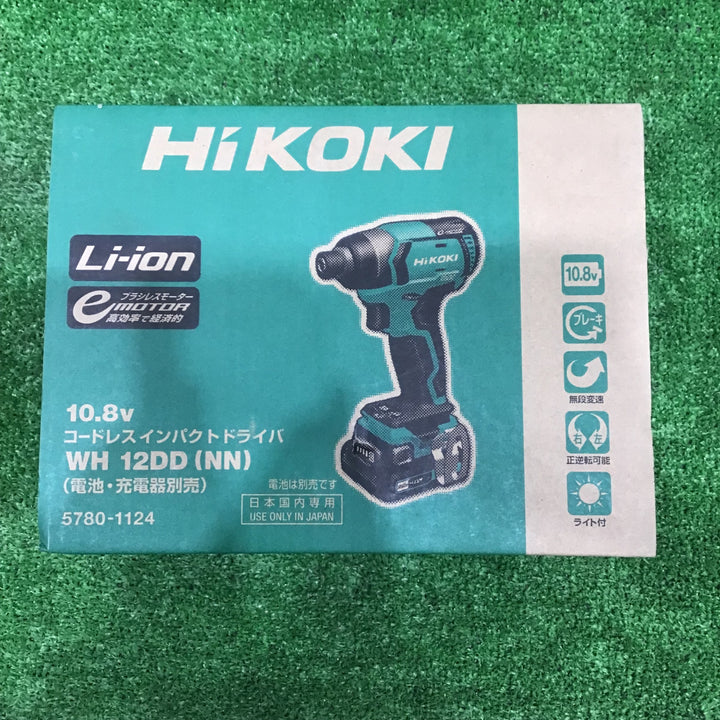 HiKOKI
Li-ion
ブラシレスモーター
e MOTOR
高効率で経済的
HiKOKI
10.8v
コードレスインパクトドライバ
WH 12DD (NN)
(電池・充電器別売)
5780-1124
電池は別売です
日本国内専用
USE ONLY IN JAPAN
10.8v
ブレーキ
無段変速
右 左
正逆転可能
ライト付